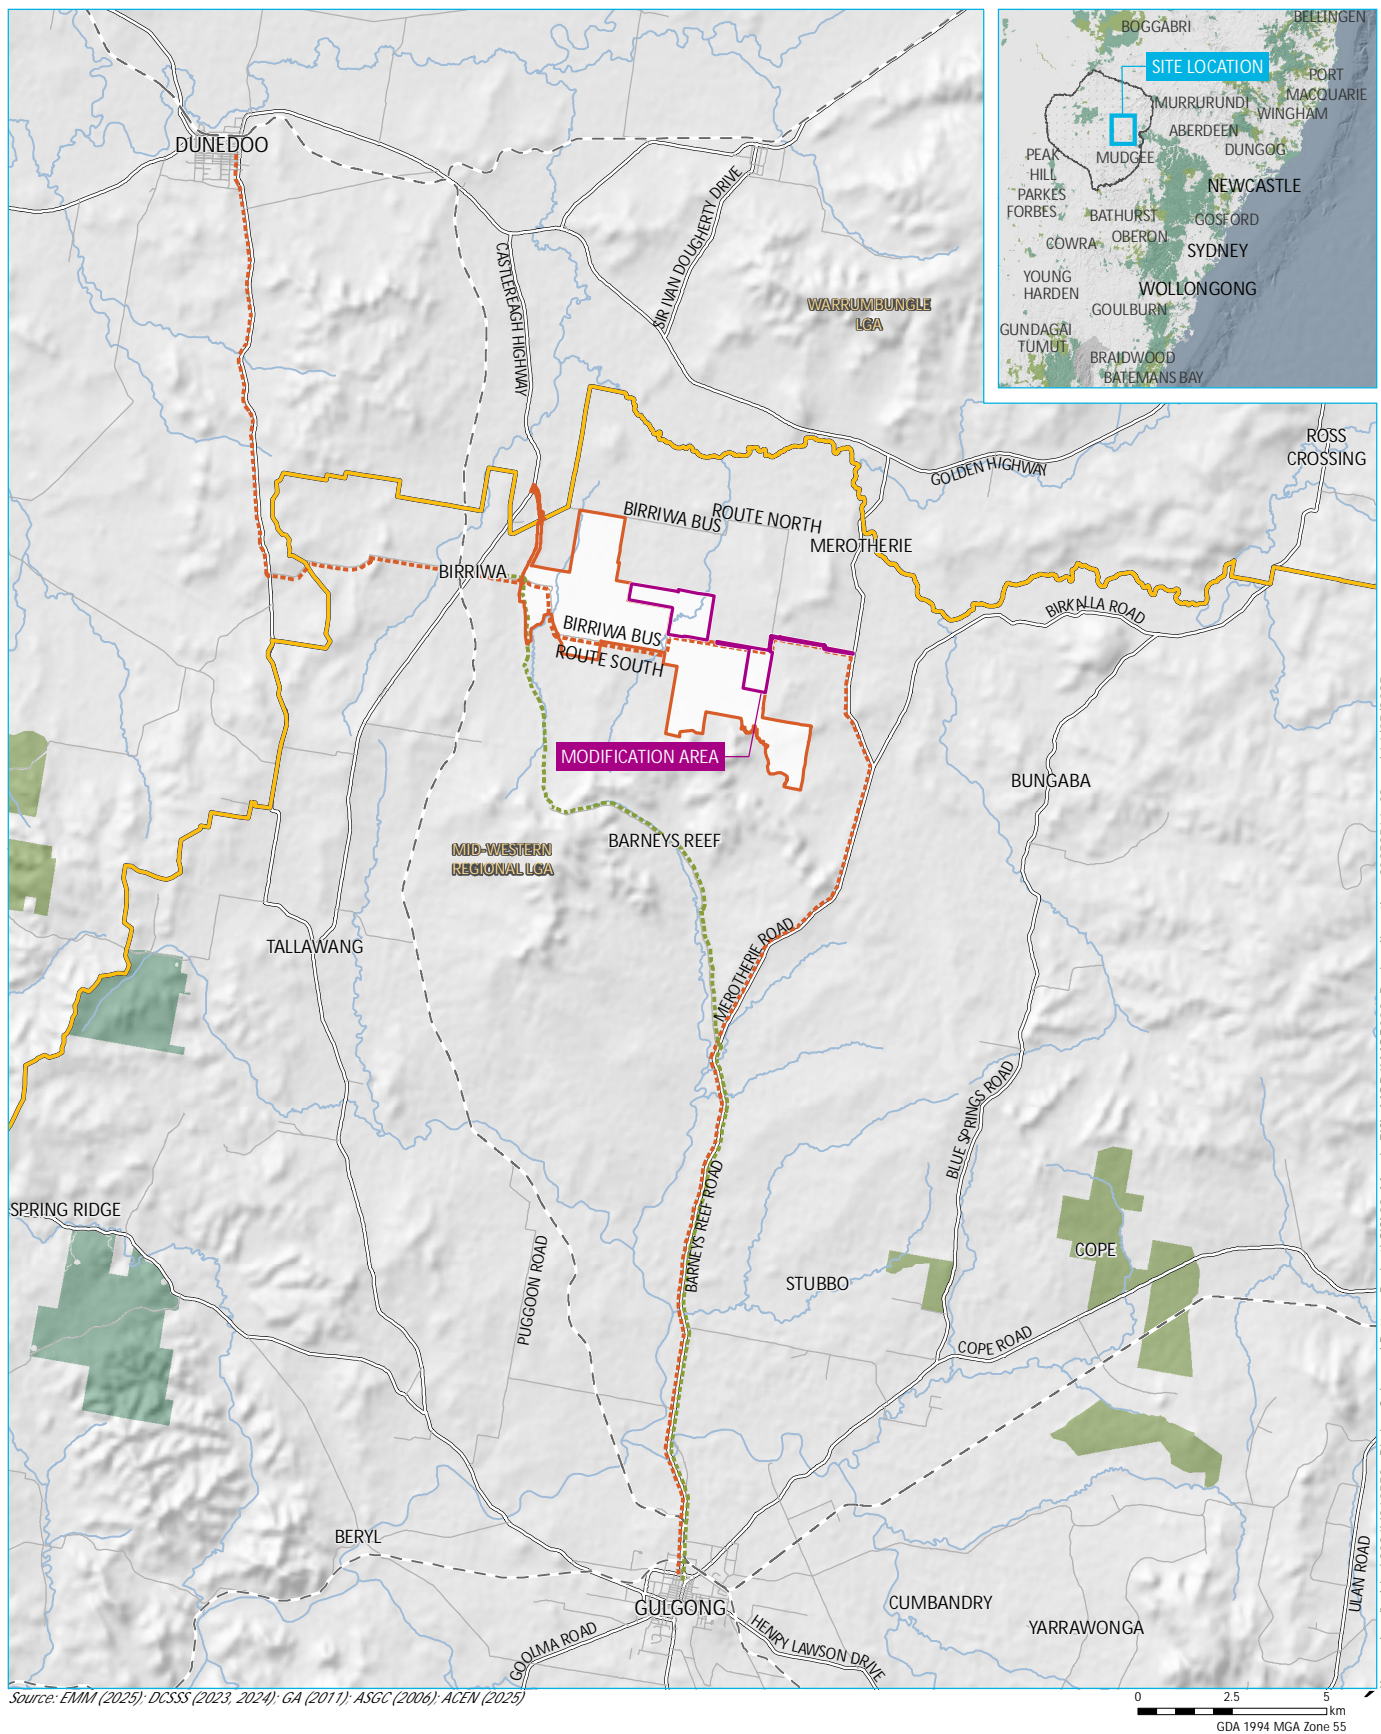 BOGGABRI
BELLINGEN
SITE LOCATION
PORT
MACQUARIE
MURRURUNDI
WINGHAM
ABERDEEN
DUNGOG
PEAK
HILL
MUDGEE
PARKES
NEWCASTLE
FORBES
BATHURST
GOSFORD
COWRA
OBERON
SYDNEY
YOUNG
HARDEN
WOLLONGONG
GOULBURN
GUNDAGAI
TUMUT
BRAIDWOOD
BATEMANS BAY
DUNEDOO
SIR IVAN DOUGHERTY DRIVE
CASTLEREAGH HIGHWAY
WARRUMBUNGLE
LGA
ROSS
CROSSING
GOLDEN HIGHWAY
BIRRIWA BUS
ROUTE NORTH
MEROTHERIE
BIRRIWA
BIRKALLA ROAD
BIRRIWA BUS
ROUTE SOUTH
MODIFICATION AREA
BUNGABA
BARNEYS REEF
MID-WESTERN
REGIONAL LGA
TALLAWANG
MEROTHERIE ROAD
BLUE SPRINGS ROAD
SPRING RIDGE
BARNEYS REEF ROAD
PUGGOON ROAD
COPE
STUBBO
COPE ROAD
BERYL
ULAN ROAD
GULGONG
CUMBANDRY
YARRAWONGA
GOOLMA ROAD
HENRY LAWSON DRIVE
Source: EMM (2025); DCSSS (2023, 2024); GA (2011); ASGC (2006); ACEN (2025)
0 2.5 5
km
GDA 1994 MGA Zone 55